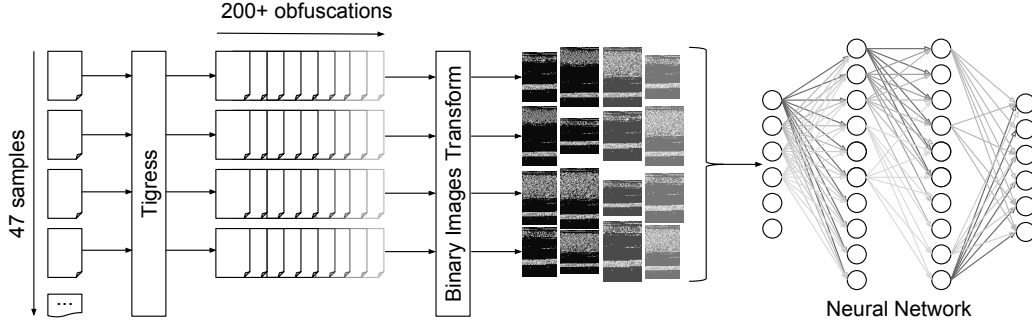 200+ obfuscations
47 samples
Tigress
Binary Images Transform
...
Neural Network